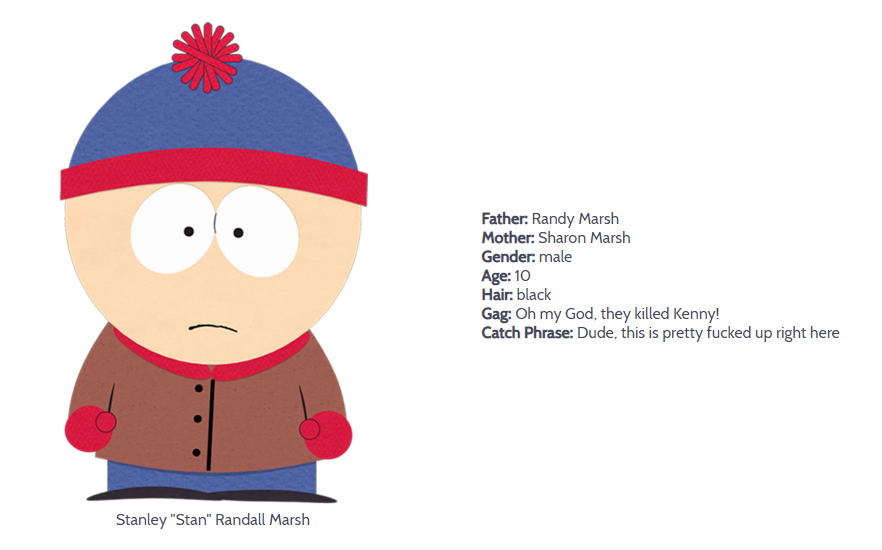 Father: Randy Marsh
Mother: Sharon Marsh
Gender: male
Age: 10
Hair: black
Gag: Oh my God, they killed Kenny!
Catch Phrase: Dude, this is pretty fucked up right here
Stanley "Stan" Randall Marsh